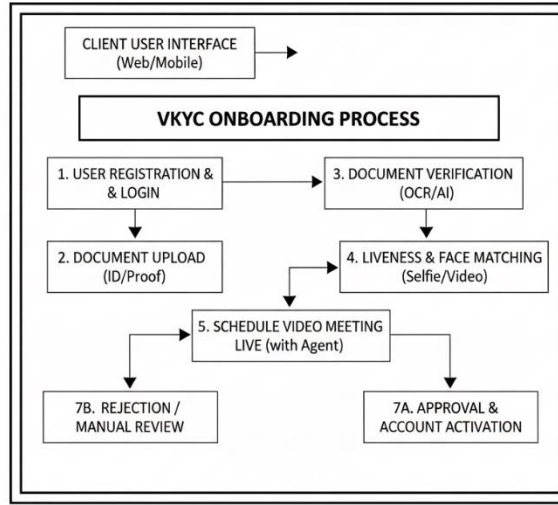 CLIENT USER INTERFACE
(Web/Mobile)
VKYC ONBOARDING PROCESS
1. USER REGISTRATION &
& LOGIN
3. DOCUMENT VERIFICATION
(OCR/AI)
2. DOCUMENT UPLOAD
(ID/Proof)
4. LIVENESS & FACE MATCHING
(Selfie/Video)
5. SCHEDULE VIDEO MEETING
LIVE (with Agent)
7B. REJECTION /
MANUAL REVIEW
7A. APPROVAL &
ACCOUNT ACTIVATION